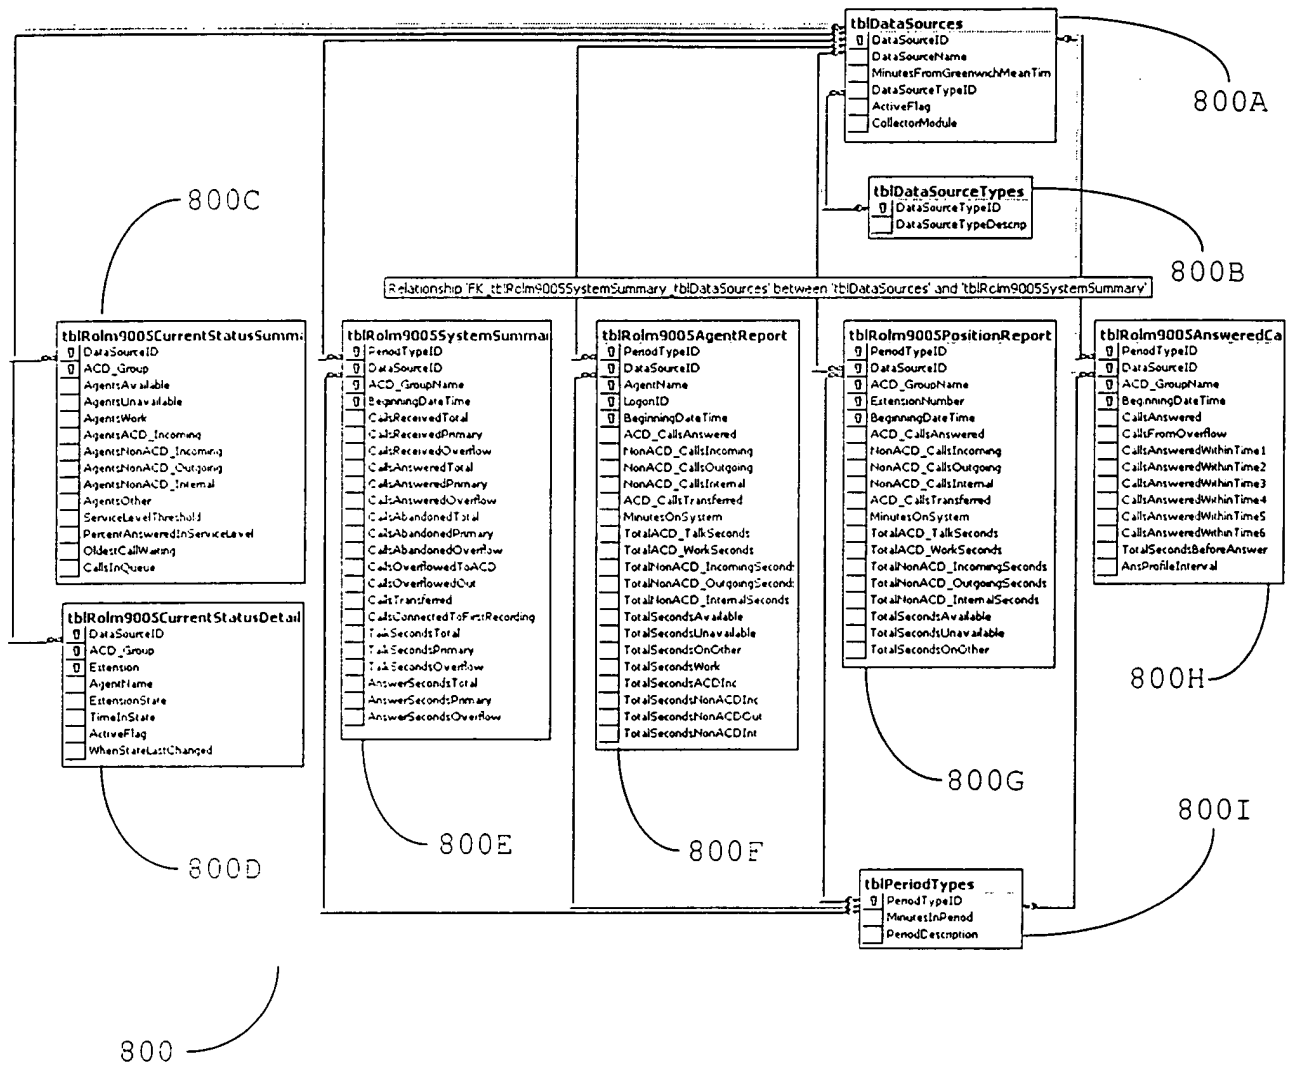 tblDataSources
DataSourceID
DataSourceName
MinutesFromGreenwichMeanTim
DataSourceTypeID
ActiveFlag
CollectorModule
800A
tblDataSourceTypes
DataSourceTypeID
DataSourceTypeDescrip
800B
800C
Relationship 'FK_tblRolm9005SystemSummary_tblDataSources' between 'tblDataSources' and 'tblRolm9005SystemSummary'
tblRolm9005CurrentStatusSumma
DataSourceID
ACD_Group
AgentsAvailable
AgentsUnavailable
AgentsWork
AgentsACD_Incoming
AgentsNonACD_Incoming
AgentsNonACD_Outgoing
AgentsNonACD_Internal
AgentsOther
ServiceLevelThreshold
PercentAnsweredInServiceLevel
OldestCallWaiting
CallsInQueue
tblRolm9005CurrentStatusDetail
DataSourceID
ACD_Group
Extension
AgentName
ExtensionState
TimeInState
ActiveFlag
WhenStateLastChanged
800D
tblRolm9005SystemSummar
PeriodTypeID
DataSourceID
ACD_GroupName
BeginningDateTime
CallsReceivedTotal
CallsReceivedPrimary
CallsReceivedOverflow
CallsAnsweredTotal
CallsAnsweredPrimary
CallsAnsweredOverflow
CallsAbandonedTotal
CallsAbandonedPrimary
CallsAbandonedOverflow
CallsOverflowedToACD
CallsOverflowedOut
CallsTransferred
CallsConnectedToFirstRecording
TalkSecondsTotal
TalkSecondsPrimary
TalkSecondsOverflow
AnswerSecondsTotal
AnswerSecondsPrimary
AnswerSecondsOverflow
800E
tblRolm9005AgentReport
PeriodTypeID
DataSourceID
AgentName
LogonID
BeginningDateTime
ACD_CallsAnswered
NonACD_CallsIncoming
NonACD_CallsOutgoing
NonACD_CallsInternal
ACD_CallsTransferred
MinutesOnSystem
TotalACD_TalkSeconds
TotalACD_WorkSeconds
TotalNonACD_IncomingSecond:
TotalNonACD_OutgoingSecond:
TotalNonACD_InternalSeconds
TotalSecondsAvailable
TotalSecondsUnavailable
TotalSecondsOnOther
TotalSecondsWork
TotalSecondsACDInc
TotalSecondsNonACDInc
TotalSecondsNonACDOut
TotalSecondsNonACDInt
800F
tblRolm9005PositionReport
PeriodTypeID
DataSourceID
ACD_GroupName
ExtensionNumber
BeginningDateTime
ACD_CallsAnswered
NonACD_CallsIncoming
NonACD_CallsOutgoing
NonACD_CallsInternal
ACD_CallsTransferred
MinutesOnSystem
TotalACD_TalkSeconds
TotalACD_WorkSeconds
TotalNonACD_IncomingSeconds
TotalNonACD_OutgoingSeconds
TotalNonACD_InternalSeconds
TotalSecondsAvailable
TotalSecondsUnavailable
TotalSecondsOnOther
800G
tblRolm9005AnsweredCa
PeriodTypeID
DataSourceID
ACD_GroupName
BeginningDateTime
CallsAnswered
CallsFromOverflow
CallsAnsweredWithinTime1
CallsAnsweredWithinTime2
CallsAnsweredWithinTime3
CallsAnsweredWithinTime4
CallsAnsweredWithinTime5
CallsAnsweredWithinTime6
TotalSecondsBeforeAnswer
AnsProfileInterval
800H
800I
tblPeriodTypes
PeriodTypeID
MinutesInPeriod
PeriodDescription
800